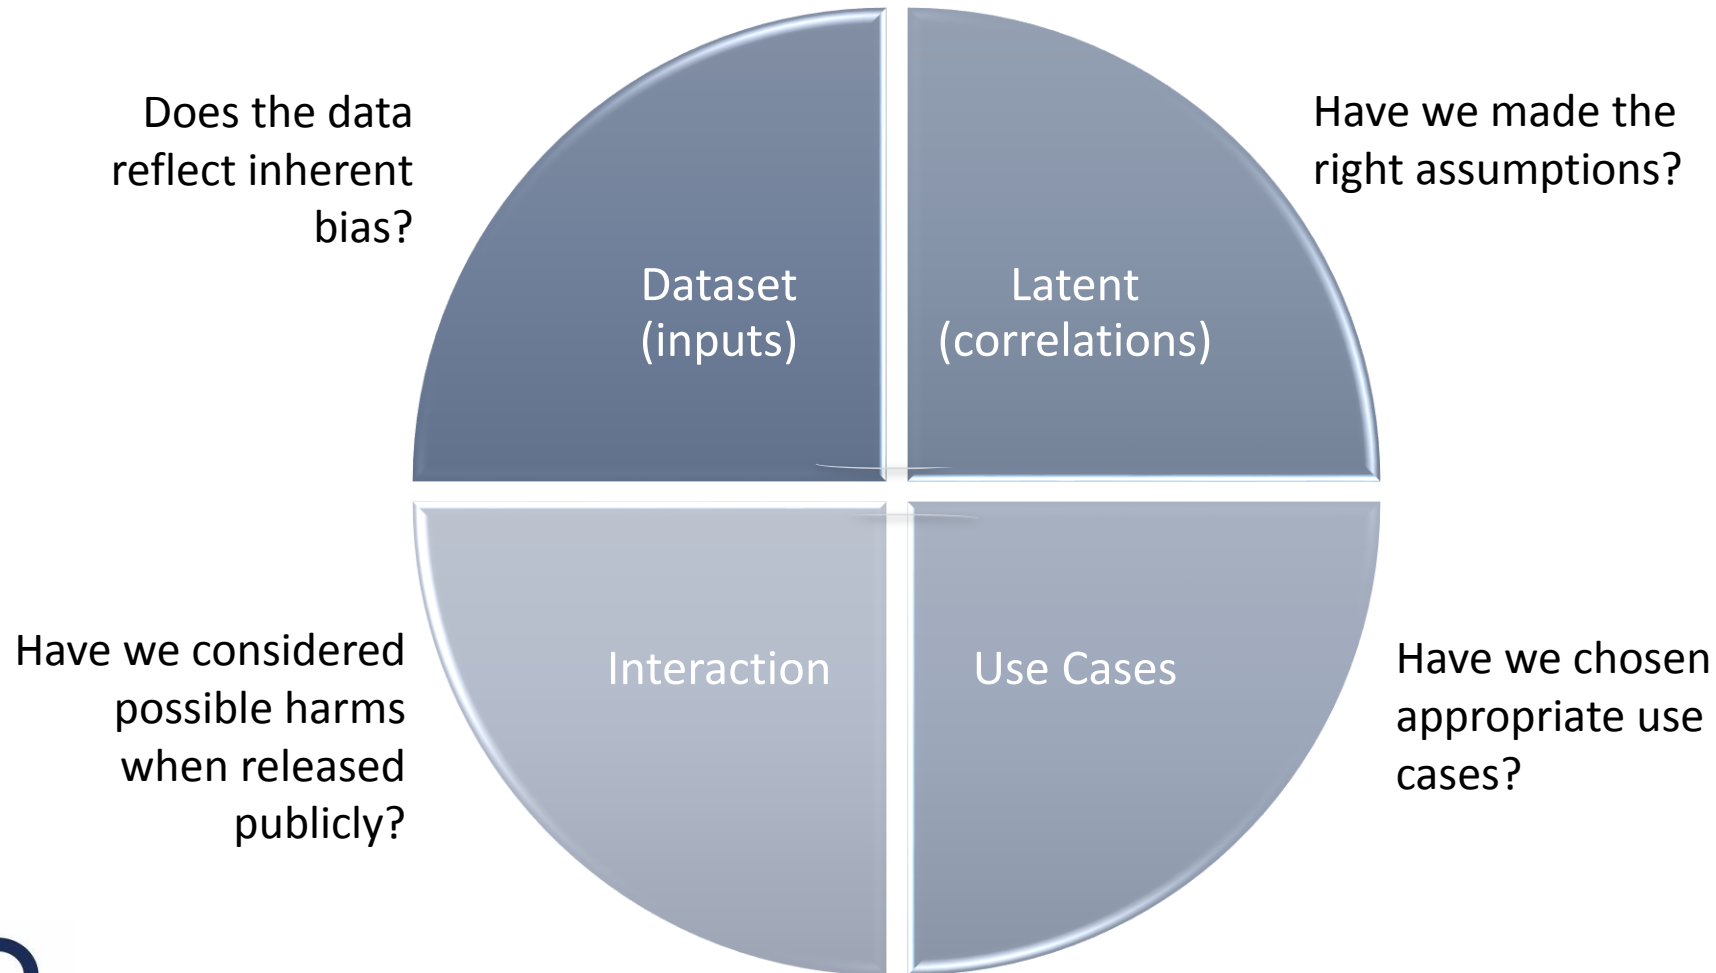 Does the data
reflect inherent
bias?
Dataset
(inputs)
Latent
(correlations)
Have we made the
right assumptions?
Have we considered
possible harms
when released
publicly?
Interaction
Use Cases
Have we chosen
appropriate use
cases?